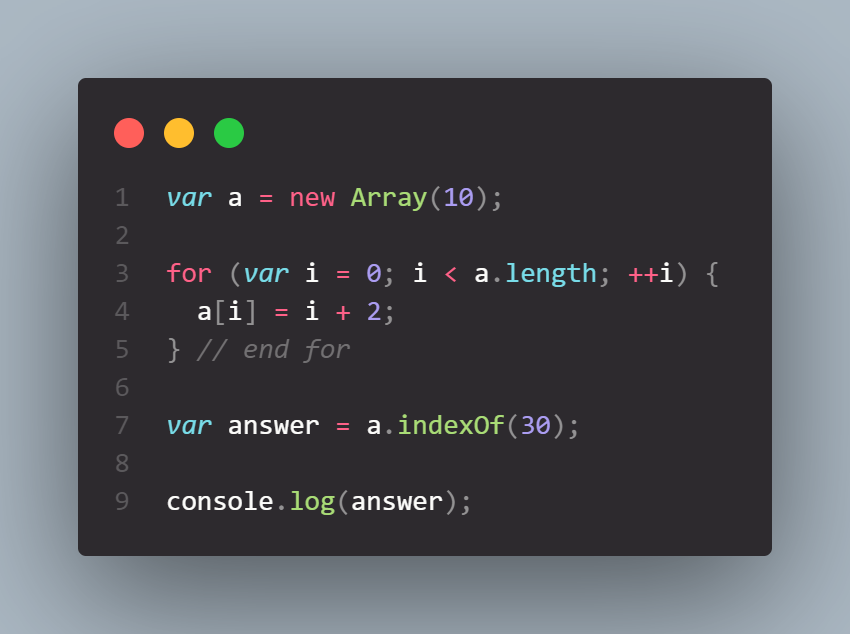 1 var a = new Array(10);
2
3 for (var i = 0; i < a.length; ++i) {
4   a[i] = i + 2;
5 } // end for
6
7 var answer = a.indexOf(30);
8
9 console.log(answer);